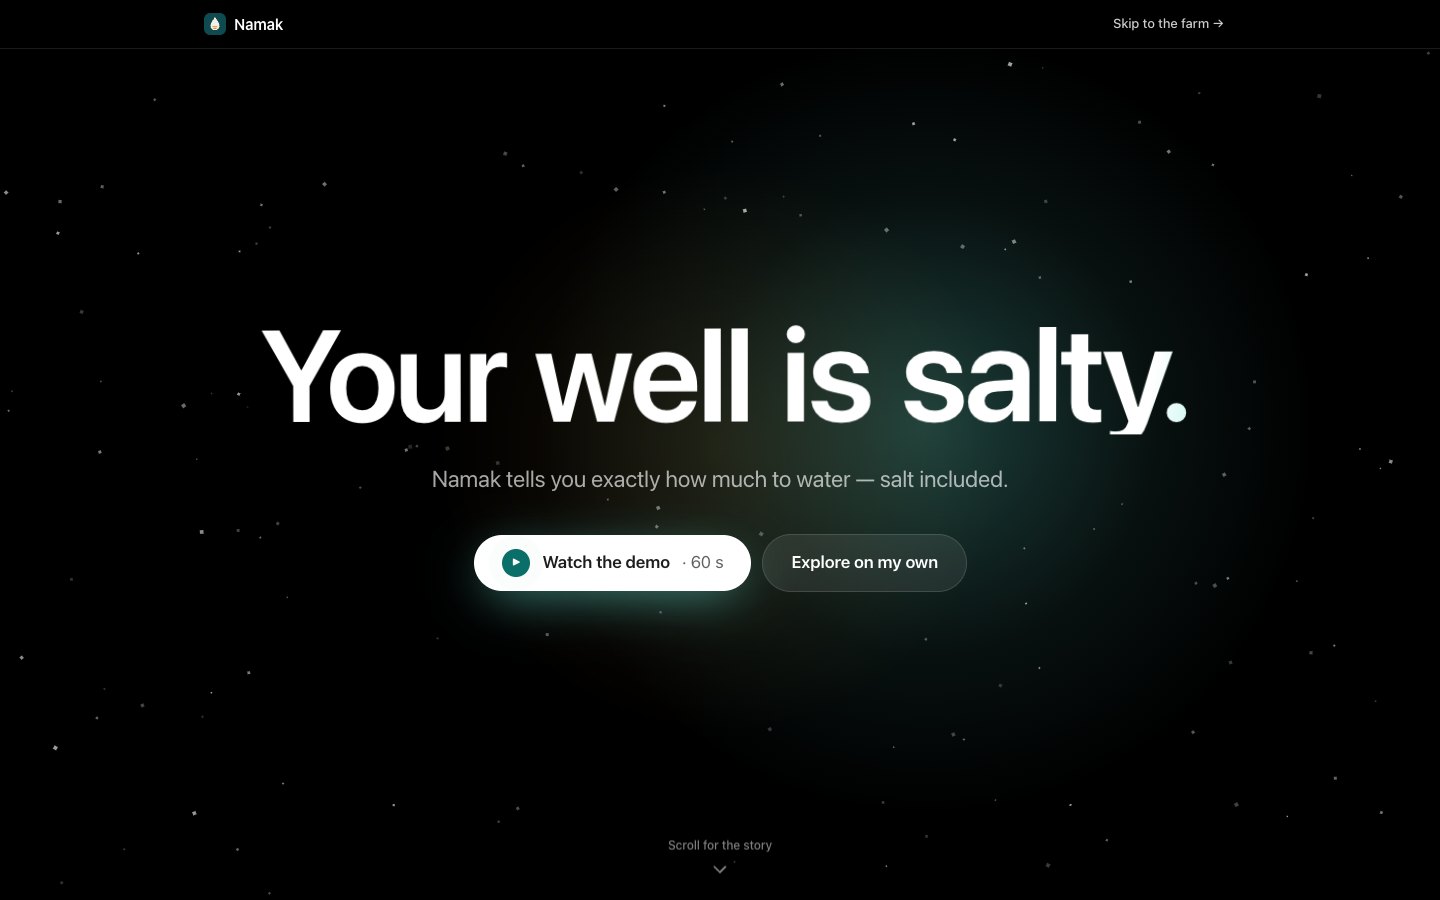 Namak
Skip to the farm →
Your well is salty.
Namak tells you exactly how much to water — salt included.
Watch the demo · 60 s
Explore on my own
Scroll for the story